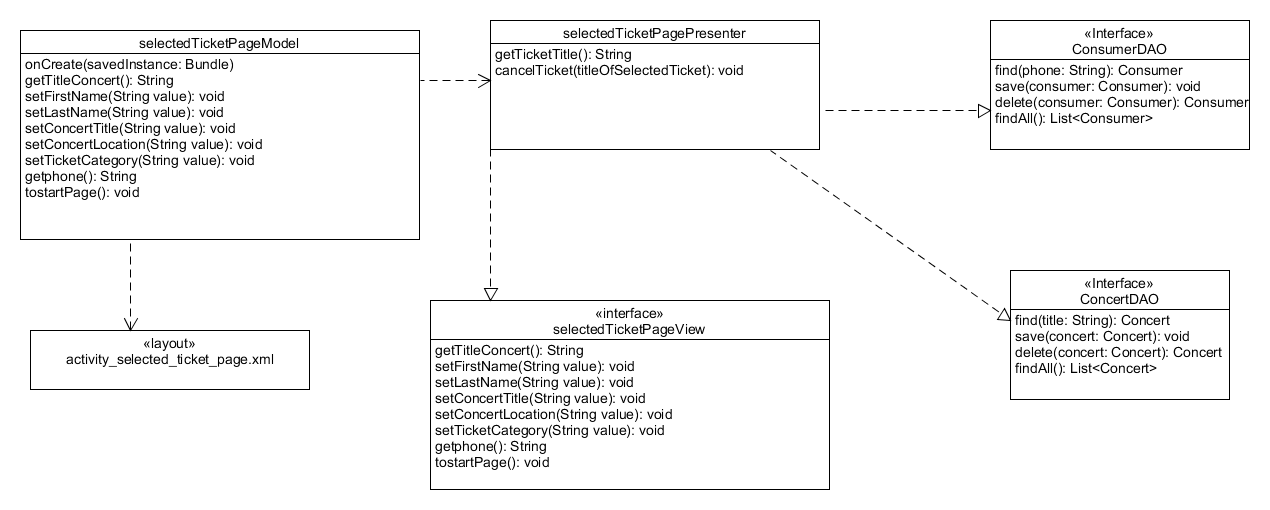 selectedTicketPageModel
onCreate(savedInstance: Bundle)
getTitleConcert(): String
setFirstName(String value): void
setLastName(String value): void
setConcertTitle(String value): void
setConcertLocation(String value): void
setTicketCategory(String value): void
getphone(): String
tostartPage(): void
selectedTicketPagePresenter
getTicketTitle(): String
cancelTicket(titleOfSelectedTicket): void
«Interface»
ConsumerDAO
find(phone: String): Consumer
save(consumer: Consumer): void
delete(consumer: Consumer): Consumer
findAll(): List<Consumer>
«layout»
activity_selected_ticket_page.xml
«interface»
selectedTicketPageView
getTitleConcert(): String
setFirstName(String value): void
setLastName(String value): void
setConcertTitle(String value): void
setConcertLocation(String value): void
setTicketCategory(String value): void
getphone(): String
tostartPage(): void
«Interface»
ConcertDAO
find(title: String): Concert
save(concert: Concert): void
delete(concert: Concert): Concert
findAll(): List<Concert>